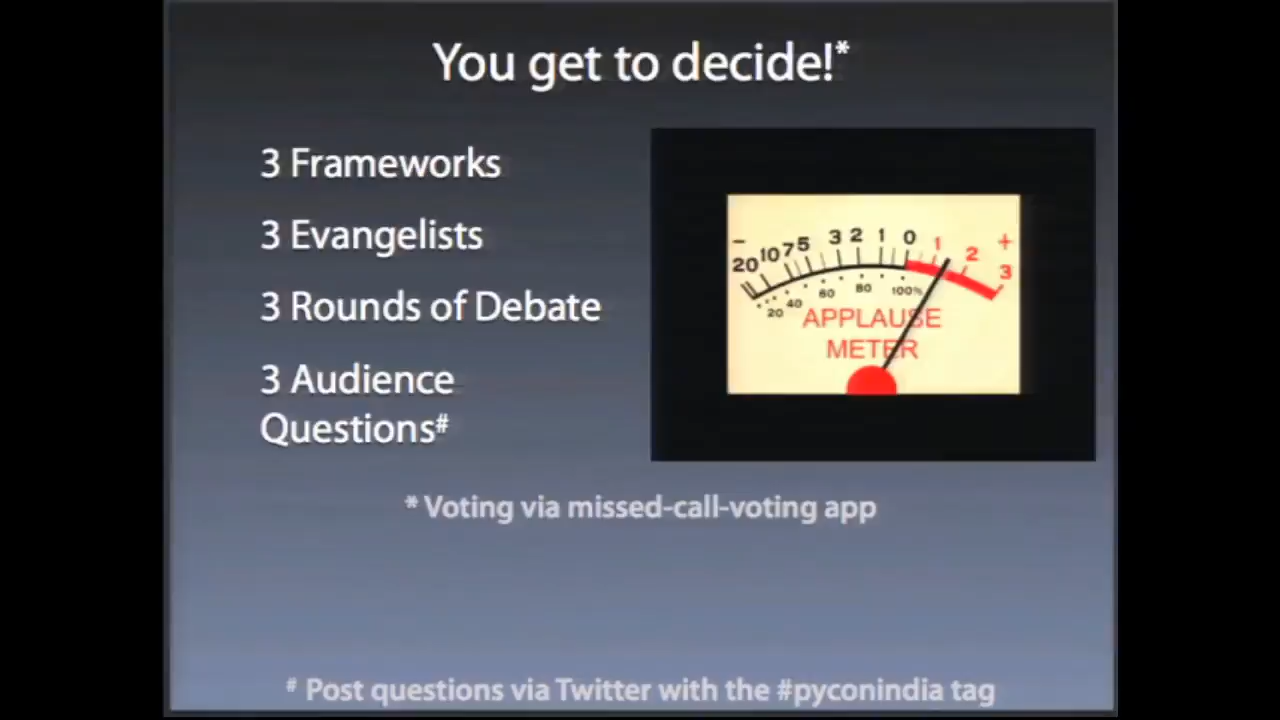 You get to decide!*
3 Frameworks
3 Evangelists
3 Rounds of Debate
3 Audience
Questions#
- 20 10 7 5 3 2 1 0 1 2 3 +
20 40 60 80 100%
APPLAUSE
METER
* Voting via missed-call-voting app
# Post questions via Twitter with the #pyconindia tag